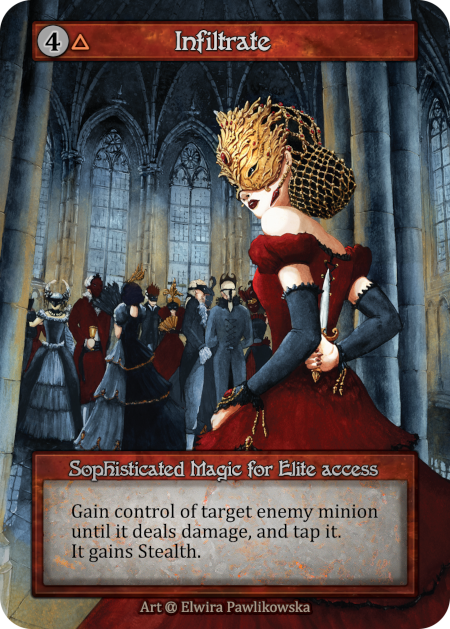 4
Infiltrate
Sophisticated Magic for Elite access
Gain control of target enemy minion
until it deals damage, and tap it.
It gains Stealth.
Art @ Elwira Pawlikowska